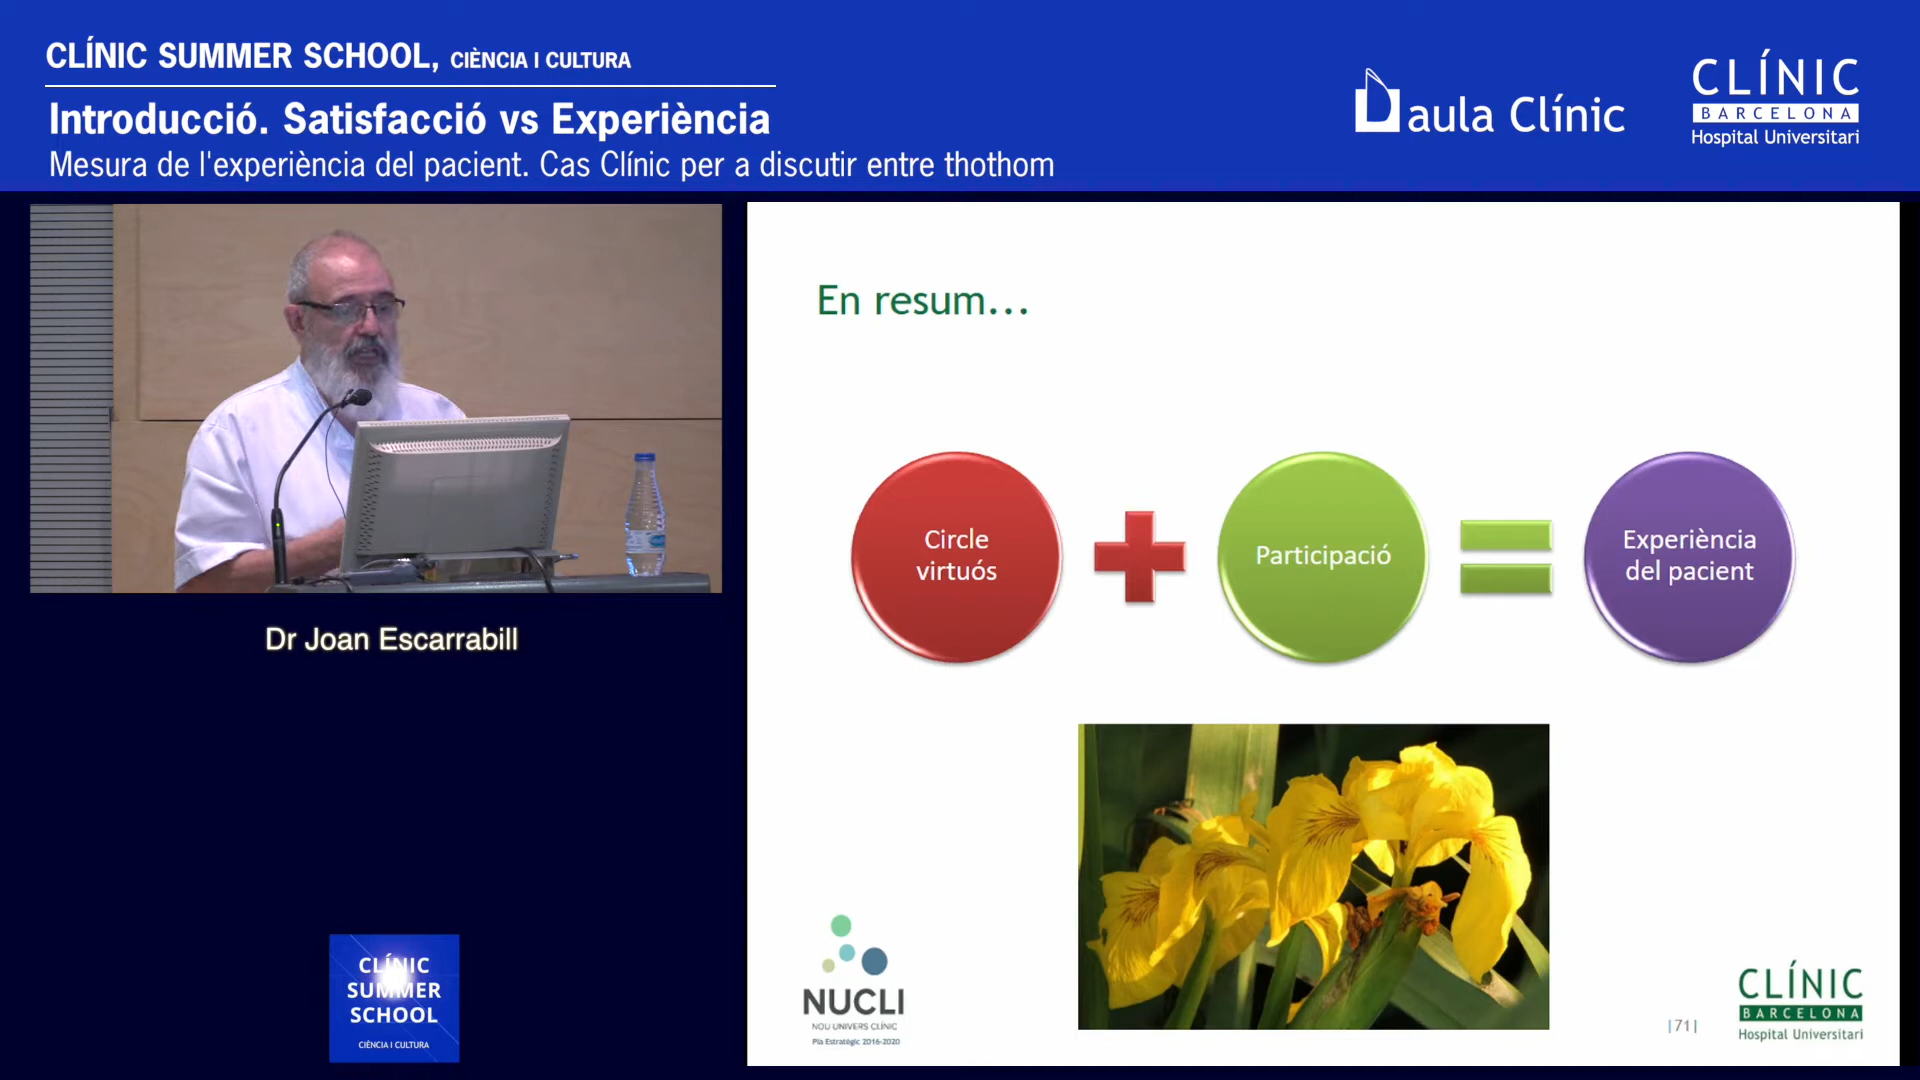 CLÍNIC SUMMER SCHOOL, CIÈNCIA I CULTURA
Introducció. Satisfacció vs Experiència
Mesura de l'experiència del pacient. Cas Clínic per a discutir entre thothom
aula Clínic
CLÍNIC
BARCELONA
Hospital Universitari
Dr Joan Escarrabill
CLÍNIC
SUMMER
SCHOOL
CIÈNCIA I CULTURA
En resum...
Circle
virtuós
Participació
Experiència
del pacient
NUCLI
NOU UNIVERS CLÍNIC
Pla Estratègic 2016-2020
|71|
CLÍNIC
BARCELONA
Hospital Universitari